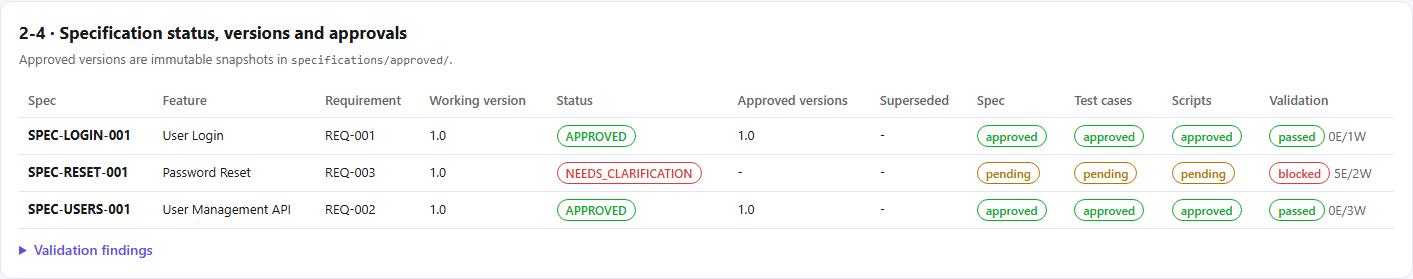 2-4 · Specification status, versions and approvals
Approved versions are immutable snapshots in specifications/approved/.
Spec Feature Requirement Working version Status Approved versions Superseded Spec Test cases Scripts Validation
SPEC-LOGIN-001 User Login REQ-001 1.0 APPROVED 1.0 - approved approved approved passed 0E/1W
SPEC-RESET-001 Password Reset REQ-003 1.0 NEEDS_CLARIFICATION - - pending pending pending blocked 5E/2W
SPEC-USERS-001 User Management API REQ-002 1.0 APPROVED 1.0 - approved approved approved passed 0E/3W
▶ Validation findings